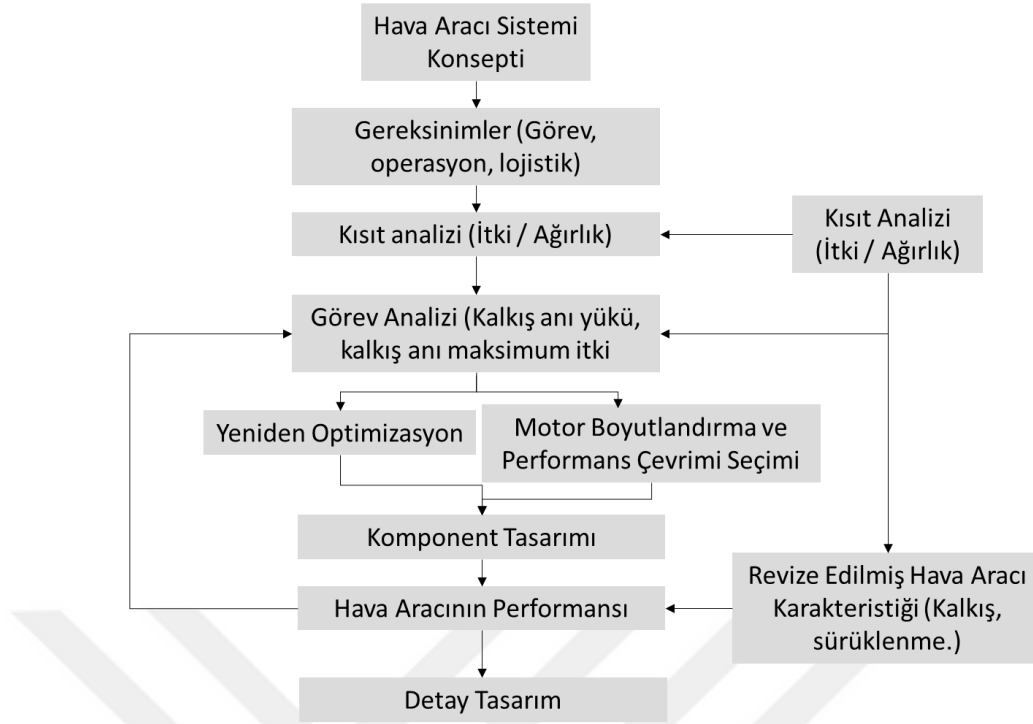 Hava Aracı Sistemi
Konsepti
Gereksinimler (Görev,
operasyon, lojistik)
Kısıt analizi (İtki / Ağırlık)
Kısıt Analizi
(İtki / Ağırlık)
Görev Analizi (Kalkış anı yükü,
kalkış anı maksimum itki
Yeniden Optimizasyon
Motor Boyutlandırma ve
Performans Çevrimi Seçimi
Komponent Tasarımı
Hava Aracının Performansı
Revize Edilmiş Hava Aracı
Karakteristiği (Kalkış,
sürüklenme.)
Detay Tasarım